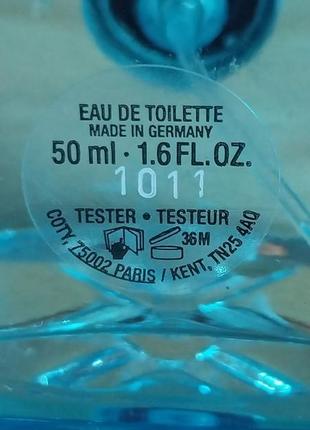 EAU DE TOILETTE
MADE IN GERMANY
50 ml · 1.6 FL.OZ.
1011
TESTER • TESTEUR
36M
COTY, 75002 PARIS / KENT, TN25 4AQ